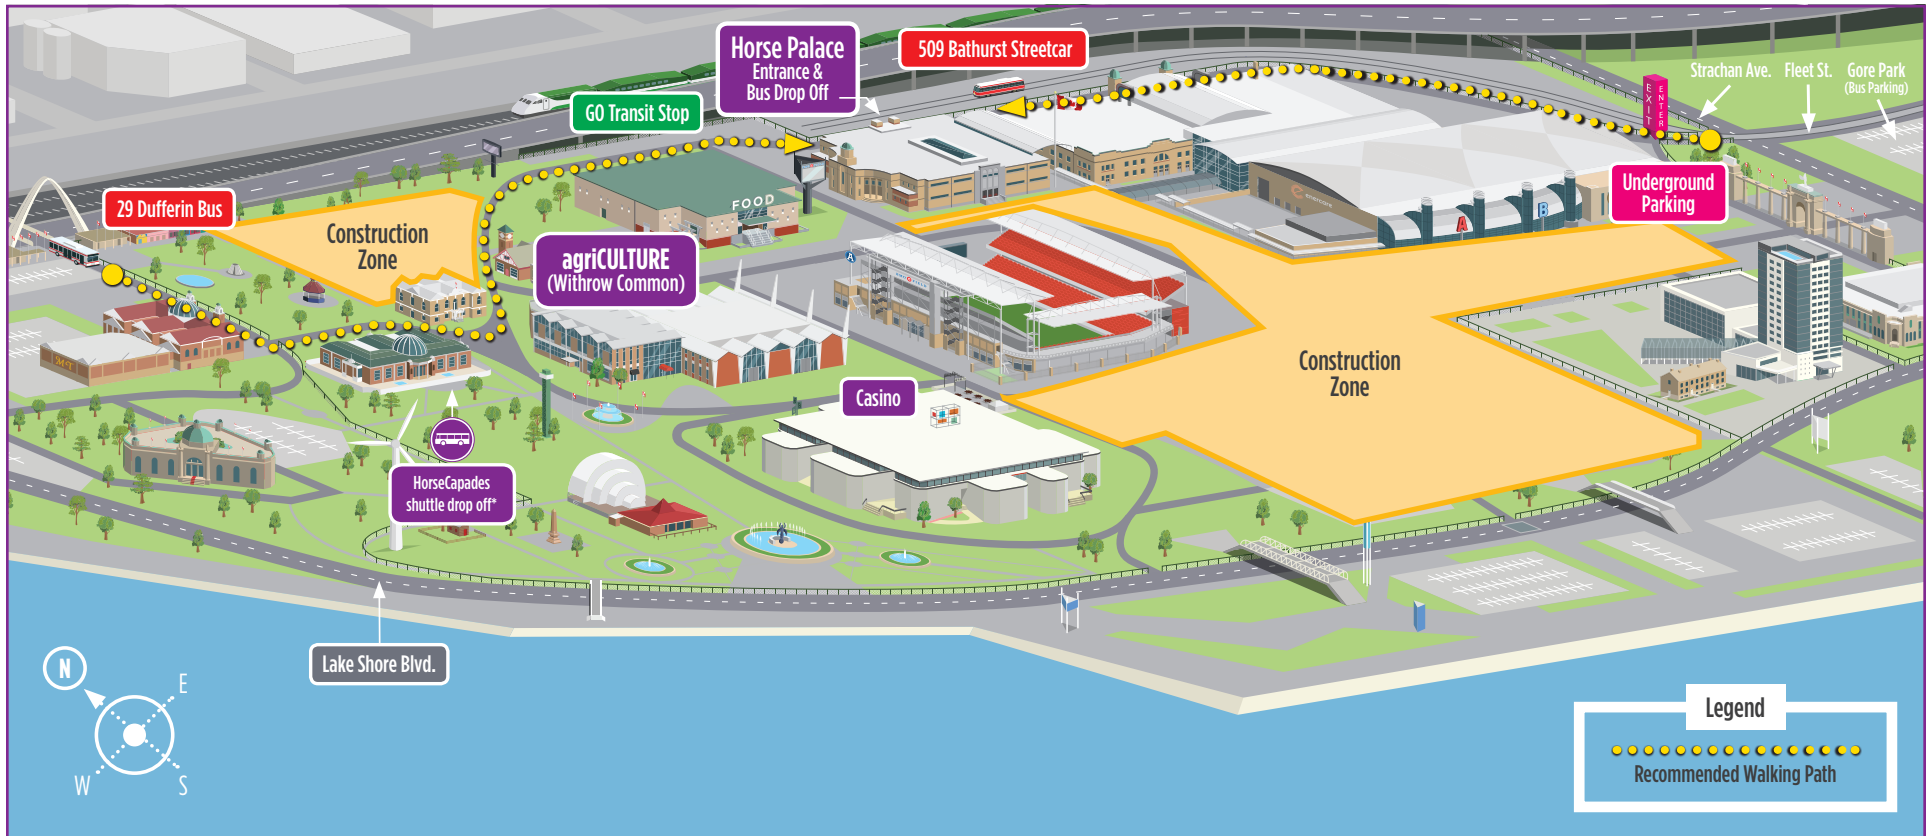 Horse Palace
Entrance &
Bus Drop Off
509 Bathurst Streetcar
GO Transit Stop
Strachan Ave.
Fleet St.
Gore Park
(Bus Parking)
EXIT
ENTER
29 Dufferin Bus
Construction
Zone
FOOD
agriCULTURE
(Withrow Common)
Underground
Parking
A
B
A
Construction
Zone
Casino
HorseCapades
shuttle drop off*
Lake Shore Blvd.
N
E
W
S
Legend
Recommended Walking Path